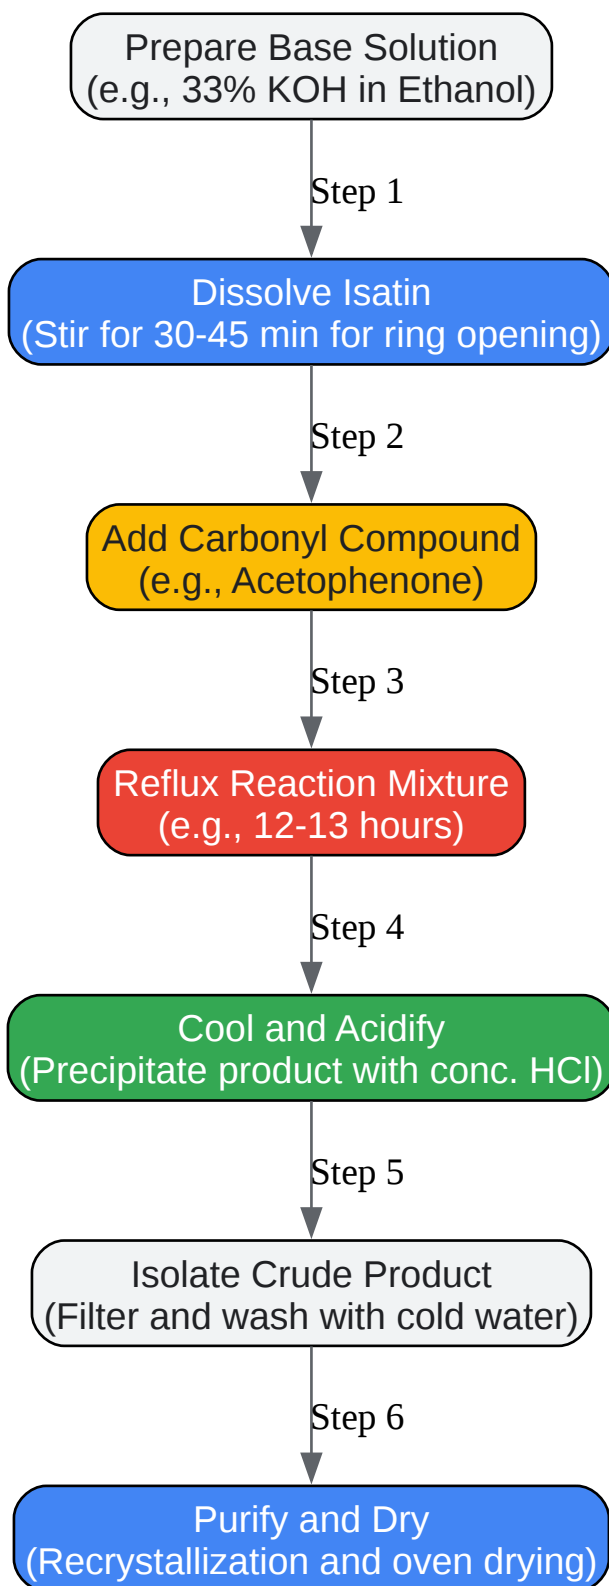 Prepare Base Solution
(e.g., 33% KOH in Ethanol)
Step 1
Dissolve Isatin
(Stir for 30-45 min for ring opening)
Step 2
Add Carbonyl Compound
(e.g., Acetophenone)
Step 3
Reflux Reaction Mixture
(e.g., 12-13 hours)
Step 4
Cool and Acidify
(Precipitate product with conc. HCl)
Step 5
Isolate Crude Product
(Filter and wash with cold water)
Step 6
Purify and Dry
(Recrystallization and oven drying)